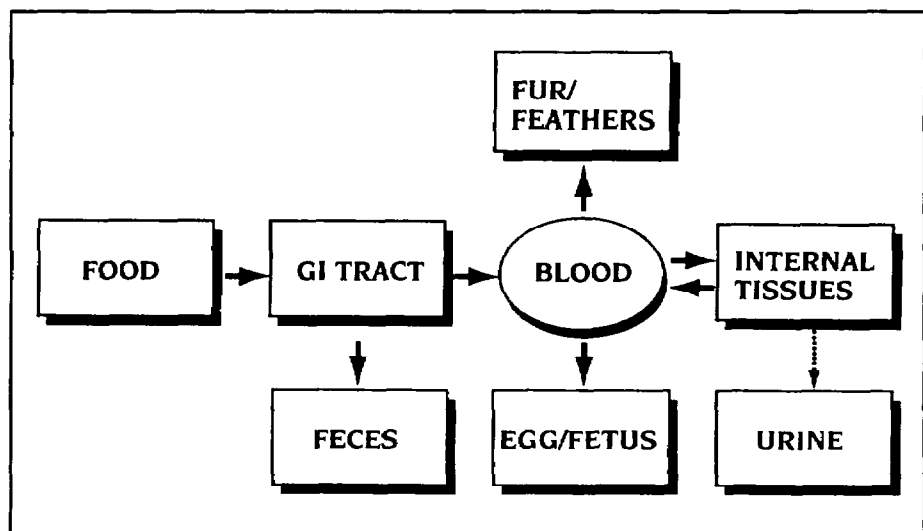 FUR/
FEATHERS
FOOD
GI TRACT
BLOOD
INTERNAL
TISSUES
FECES
EGG/FETUS
URINE